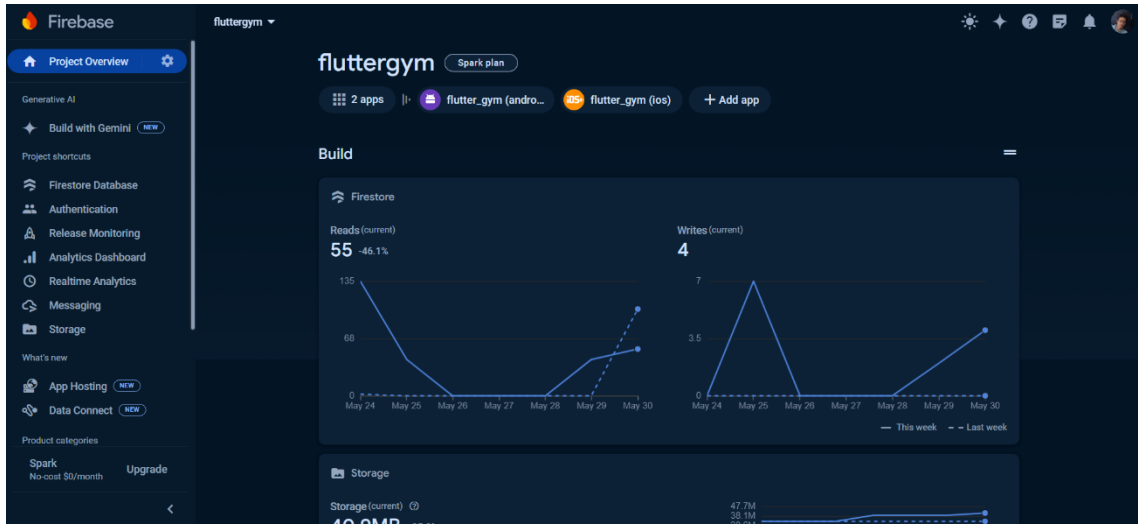 Firebase
fluttergym
Project Overview
Generative AI
Build with Gemini NEW
Project shortcuts
Firestore Database
Authentication
Release Monitoring
Analytics Dashboard
Realtime Analytics
Messaging
Storage
What's new
App Hosting NEW
Data Connect NEW
Product categories
Spark
No-cost $0/month
Upgrade
fluttergym Spark plan
2 apps flutter_gym (andro... iOS+ flutter_gym (ios) + Add app
Build
Firestore
Reads (current)
55 -46.1%
135
68
0
May 24 May 25 May 26 May 27 May 28 May 29 May 30
Writes (current)
4
7
3.5
0
May 24 May 25 May 26 May 27 May 28 May 29 May 30
This week Last week
Storage
Storage (current)
47.7M
38.1M